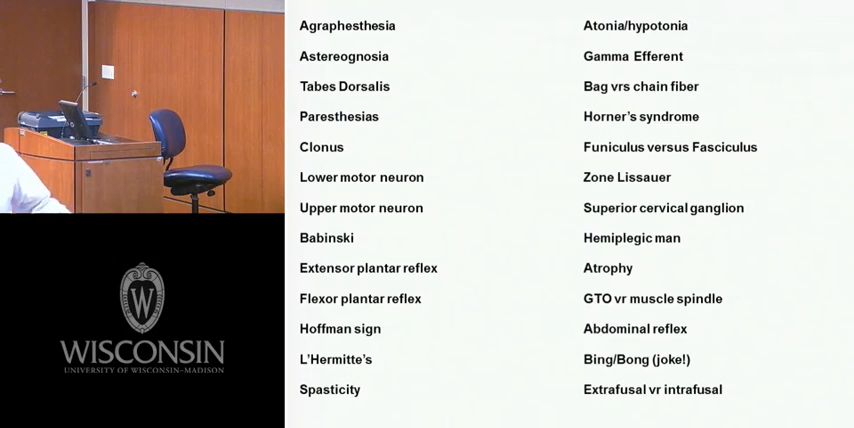 Agraphesthesia
Astereognosia
Tabes Dorsalis
Paresthesias
Clonus
Lower motor neuron
Upper motor neuron
Babinski
Extensor plantar reflex
Flexor plantar reflex
Hoffman sign
L'Hermitte's
Spasticity
Atonia/hypotonia
Gamma Efferent
Bag vrs chain fiber
Horner's syndrome
Funiculus versus Fasciculus
Zone Lissauer
Superior cervical ganglion
Hemiplegic man
Atrophy
GTO vr muscle spindle
Abdominal reflex
Bing/Bong (joke!)
Extrafusal vr intrafusal
W
WISCONSIN
UNIVERSITY OF WISCONSIN–MADISON